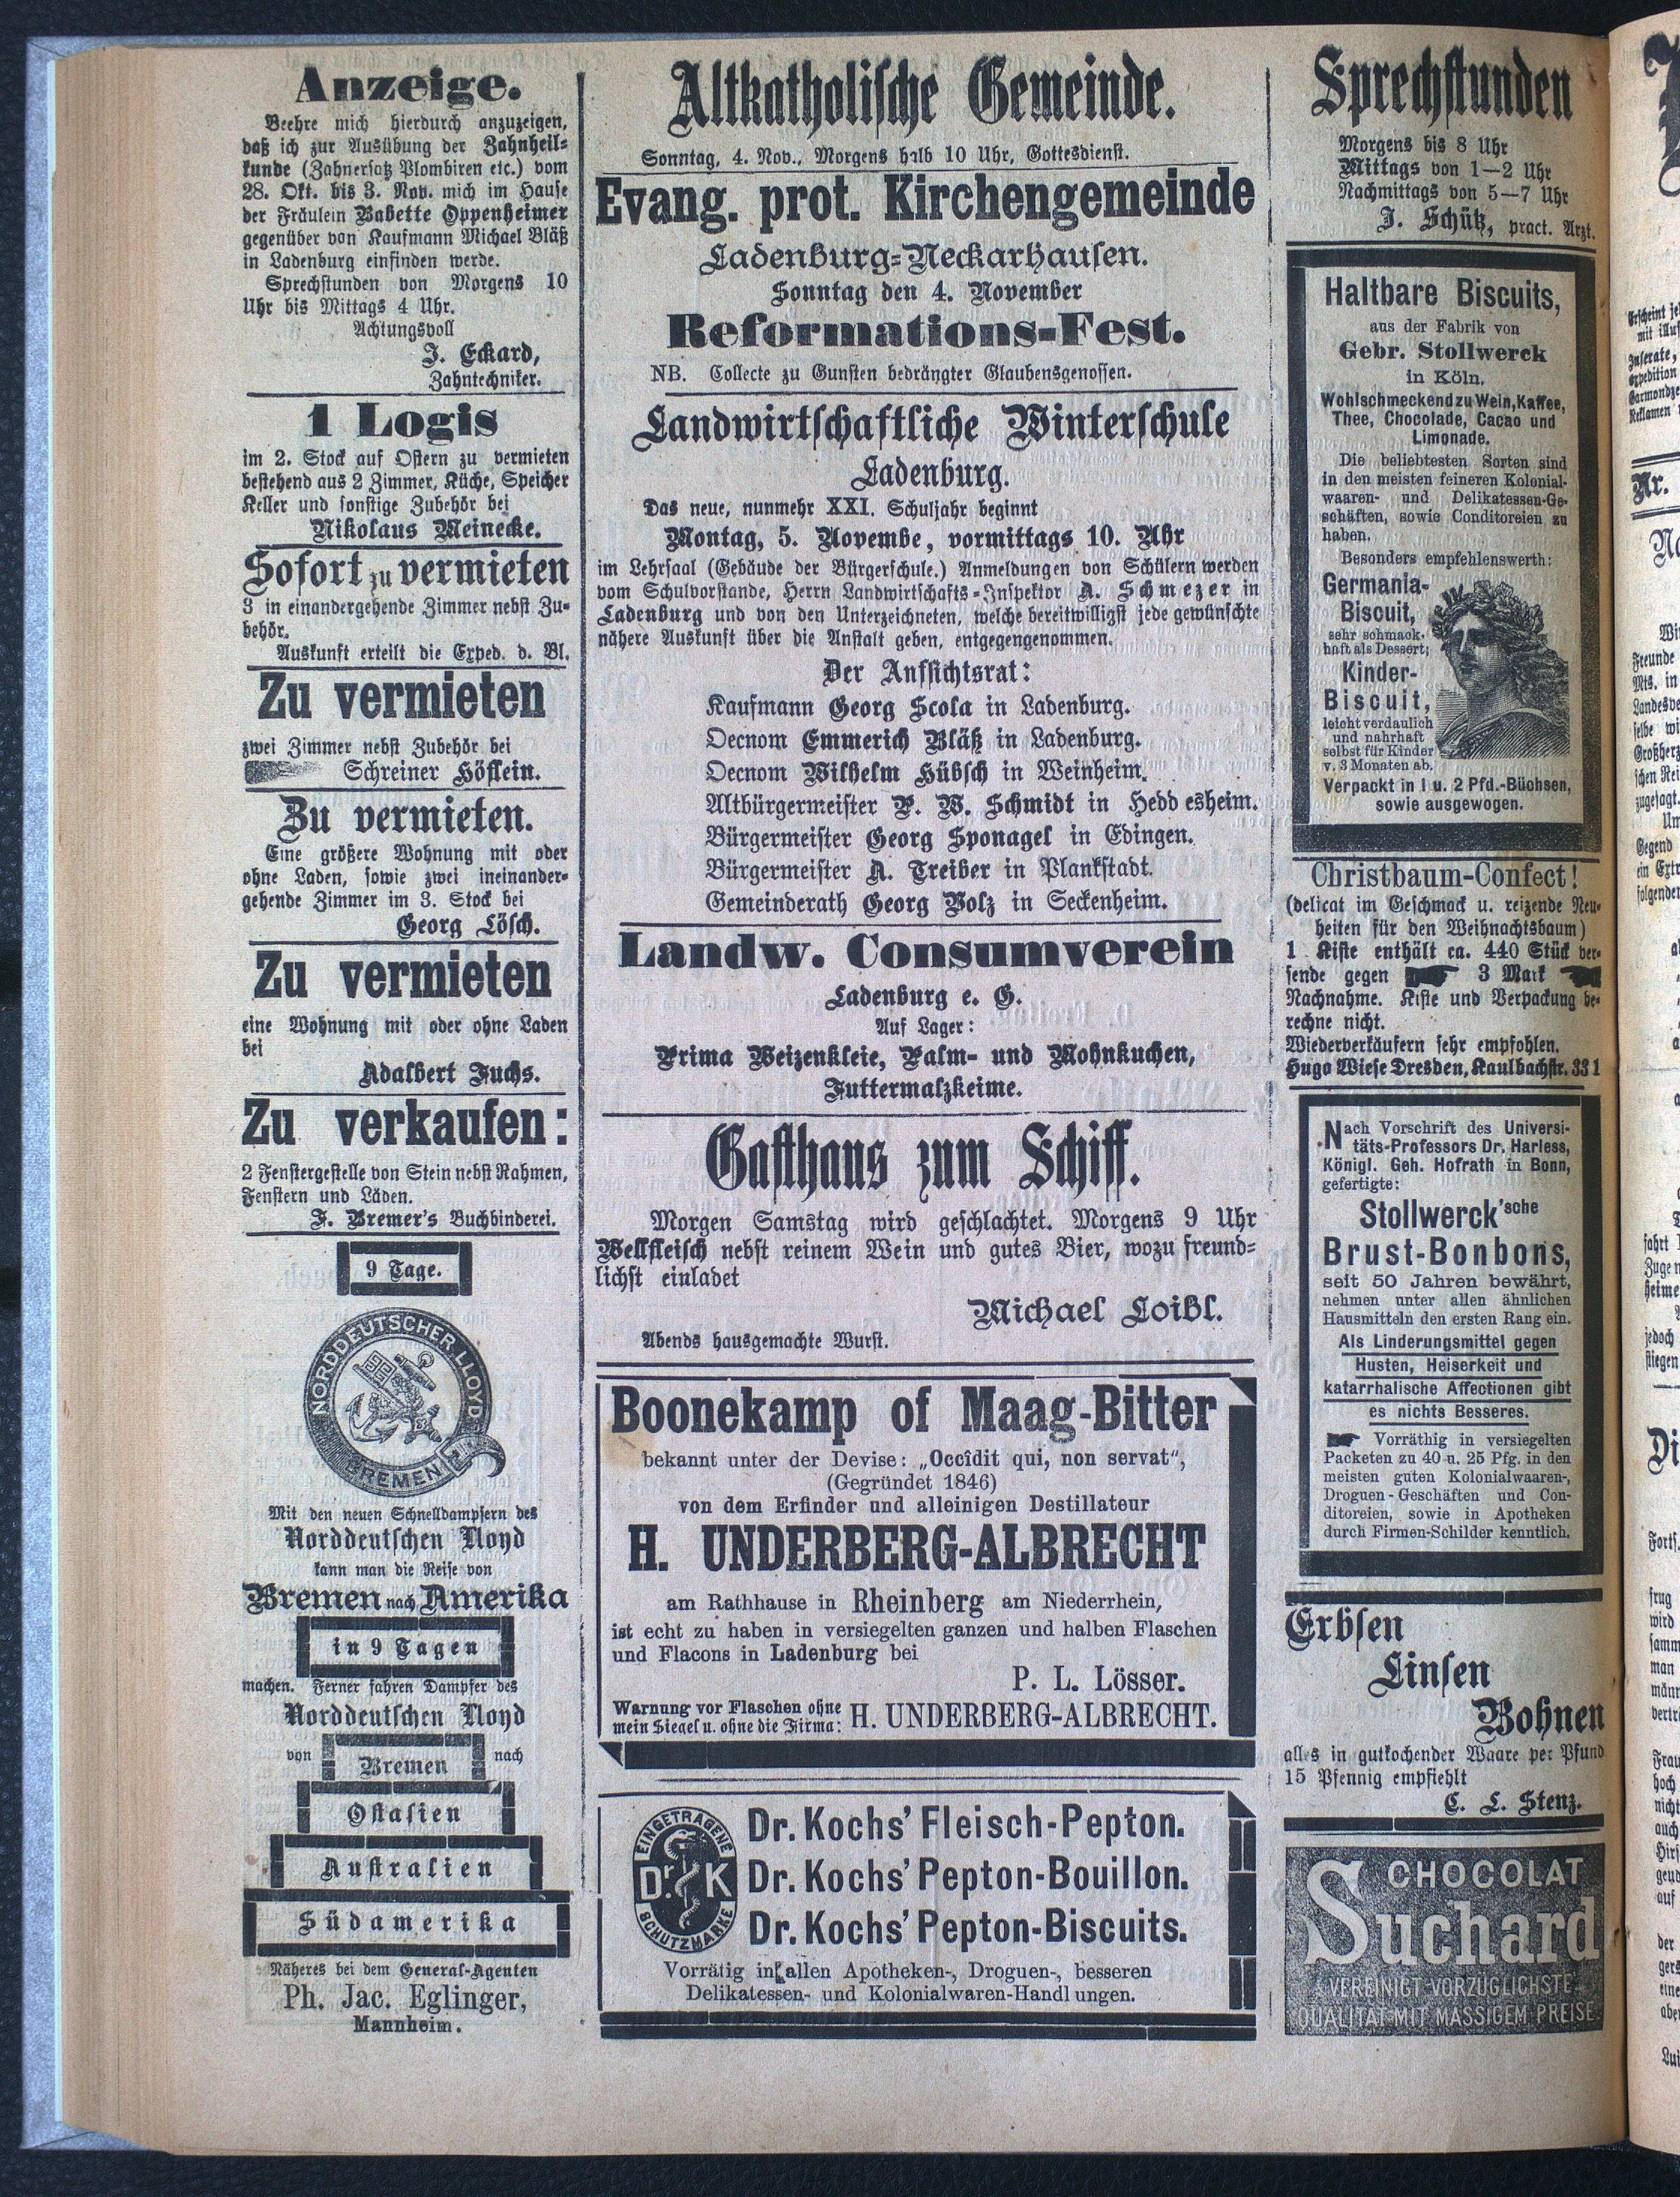 Anzeige.
Beehre mich hierdurch anzuzeigen,
daß ich zur Ausübung der Zahnheil-
kunde (Zahnersatz Plombiren etc.) vom
28. Okt. bis 3. Nov. mich im Hause
der Fräulein Babette Oppenheimer
gegenüber von Kaufmann Michael Bläß
in Ladenburg einfinden werde.
Sprechstunden von Morgens 10
Uhr bis Mittags 4 Uhr.
Achtungsvoll
J. Eckard,
Zahntechniker.
1 Logis
im 2. Stock auf Ostern zu vermieten
bestehend aus 2 Zimmer, Küche, Speicher
Keller und sonstige Zubehör bei
Nikolaus Meinecke.
Sofort zu vermieten
3 in einandergehende Zimmer nebst Zu-
behör.
Auskunft erteilt die Exped. d. Bl.
Zu vermieten
zwei Zimmer nebst Zubehör bei
Schreiner Höflein.
Zu vermieten.
Eine größere Wohnung mit oder
ohne Laden, sowie zwei ineinander-
gehende Zimmer im 3. Stock bei
Georg Lösch.
Zu vermieten
eine Wohnung mit oder ohne Laden
bei
Adalbert Fuchs.
Zu verkaufen:
2 Fenstergestelle von Stein nebst Rahmen,
Fenstern und Läden.
F. Bremer's Buchbinderei.
9 Tage.
NORDDEUTSCHER LLOYD
BREMEN
Mit den neuen Schnelldampfern des
Norddeutschen Lloyd
kann man die Reise von
Bremen nach Amerika
in 9 Tagen
machen. Ferner fahren Dampfer des
Norddeutschen Lloyd
von Bremen nach
Ostasien
Australien
Südamerika
Näheres bei dem General-Agenten
Ph. Jac. Eglinger,
Mannheim.
Altkatholische Gemeinde.
Sonntag, 4. Nov., Morgens halb 10 Uhr, Gottesdienst.
Evang. prot. Kirchengemeinde
Ladenburg-Neckarhausen.
Sonntag den 4. November
Reformations-Fest.
NB. Collecte zu Gunsten bedrängter Glaubensgenossen.
Landwirtschaftliche Winterschule
Ladenburg.
Das neue, nunmehr XXI. Schuljahr beginnt
Montag, 5. Novembe, vormittags 10. Uhr
im Lehrsaal (Gebäude der Bürgerschule.) Anmeldungen von Schülern werden
vom Schulvorstande, Herrn Landwirtschafts-Inspektor A. Schmezer in
Ladenburg und von den Unterzeichneten, welche bereitwilligst jede gewünschte
nähere Auskunft über die Anstalt geben, entgegengenommen.
Der Aufsichtsrat:
Kaufmann Georg Scola in Ladenburg.
Oecnom Emmerich Bläß in Ladenburg.
Oecnom Wilhelm Hübsch in Weinheim.
Altbürgermeister P. W. Schmidt in Hedd esheim.
Bürgermeister Georg Sponagel in Edingen.
Bürgermeister A. Treiber in Plankstadt.
Gemeinderath Georg Volz in Seckenheim.
Landw. Consumverein
Ladenburg e. G.
Auf Lager:
Prima Weizenkleie, Palm- und Mohnkuchen,
Futtermalzkeime.
Gasthaus zum Schiff.
Morgen Samstag wird geschlachtet. Morgens 9 Uhr
Wellfleisch nebst reinem Wein und gutes Bier, wozu freund-
lichst einladet
Michael Loibl.
Abends hausgemachte Wurst.
Boonekamp of Maag-Bitter
bekannt unter der Devise: „Occidit qui, non servat“,
(Gegründet 1846)
von dem Erfinder und alleinigen Destillateur
H. UNDERBERG-ALBRECHT
am Rathhause in Rheinberg am Niederrhein,
ist echt zu haben in versiegelten ganzen und halben Flaschen
und Flacons in Ladenburg bei
P. L. Lösser.
Warnung vor Flaschen ohne
mein Siegel u. ohne die Firma: H. UNDERBERG-ALBRECHT.
EINGETRAGENE
Dr. K
SCHUTZMARKE
Dr. Kochs' Fleisch-Pepton.
Dr. Kochs' Pepton-Bouillon.
Dr. Kochs' Pepton-Biscuits.
Vorrätig in allen Apotheken-, Droguen-, besseren
Delikatessen- und Kolonialwaren-Handlungen.
Sprechstunden
Morgens bis 8 Uhr
Mittags von 1—2 Uhr
Nachmittags von 5—7 Uhr
J. Schütz, pract. Arzt.
Haltbare Biscuits,
aus der Fabrik von
Gebr. Stollwerck
in Köln.
Wohlschmeckend zu Wein, Kaffee,
Thee, Chocolade, Cacao und
Limonade.
Die beliebtesten Sorten sind
in den meisten feineren Kolonial-
waaren- und Delikatessen-Ge-
schäften, sowie Conditoreien zu
haben.
Besonders empfehlenswerth:
Germania-
Biscuit,
sehr schmack-
haft als Dessert;
Kinder-
Biscuit,
leicht verdaulich
und nahrhaft
selbst für Kinder
v. 3 Monaten ab.
Verpackt in 1 u. 2 Pfd.-Büchsen,
sowie ausgewogen.
Christbaum-Confect!
(delicat im Geschmack u. reizende Neu-
heiten für den Weihnachtsbaum)
1 Kiste enthält ca. 440 Stück ver-
sende gegen 3 Mark
Nachnahme. Kiste und Verpackung be-
rechne nicht.
Wiederverkäufern sehr empfohlen.
Hugo Wiese Dresden, Kaulbachstr. 33 1
Nach Vorschrift des Universi-
täts-Professors Dr. Harless,
Königl. Geh. Hofrath in Bonn,
gefertigte:
Stollwerck'sche
Brust-Bonbons,
seit 50 Jahren bewährt,
nehmen unter allen ähnlichen
Hausmitteln den ersten Rang ein.
Als Linderungsmittel gegen
Husten, Heiserkeit und
katarrhalische Affectionen gibt
es nichts Besseres.
Vorräthig in versiegelten
Packeten zu 40 u. 25 Pfg. in den
meisten guten Kolonialwaaren-,
Droguen-Geschäften und Con-
ditoreien, sowie in Apotheken
durch Firmen-Schilder kenntlich.
Erbsen
Linsen
Bohnen
alles in gutkochender Waare per Pfund
15 Pfennig empfiehlt
C. L. Stenz.
CHOCOLAT
Suchard
VEREINIGT VORZÜGLICHSTE
QUALITÄT MIT MÄSSIGEM PREISE.